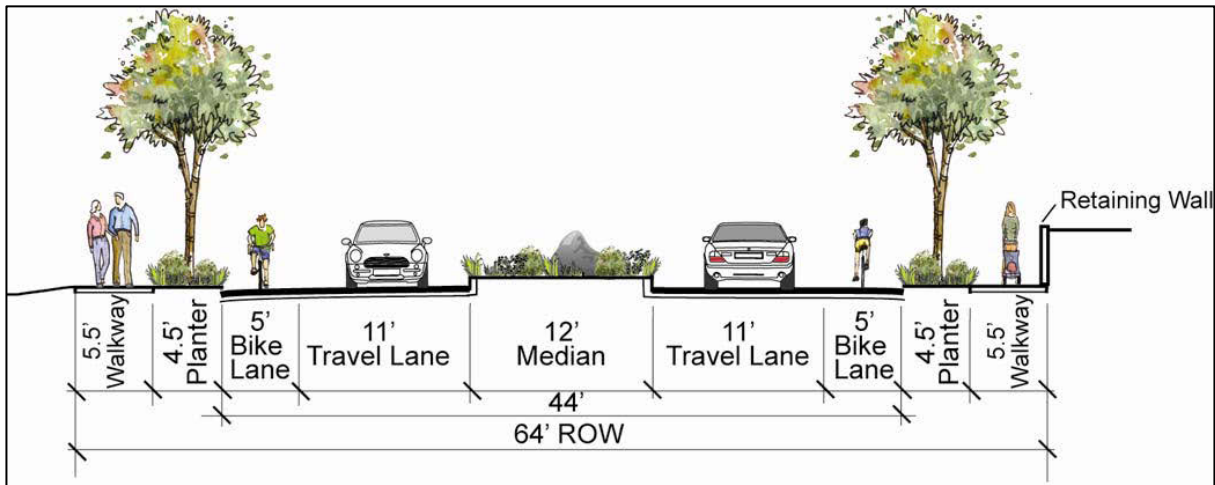 Retaining Wall
5.5’
Walkway
4.5’
Planter
5’
Bike
Lane
11’
Travel Lane
12’
Median
11’
Travel Lane
5’
Bike
Lane
4.5’
Planter
5.5’
Walkway
44’
64’ ROW